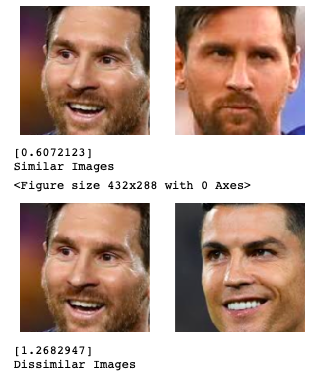 [0.6072123]
Similar Images
<Figure size 432x288 with 0 Axes>
[1.2682947]
Dissimilar Images